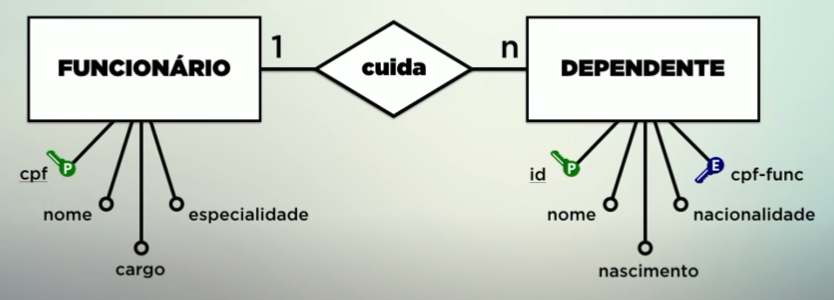 1
n
FUNCIONÁRIO
cuida
DEPENDENTE
cpf
P
nome
cargo
especialidade
id
P
nome
nascimento
nacionalidade
E
cpf-func